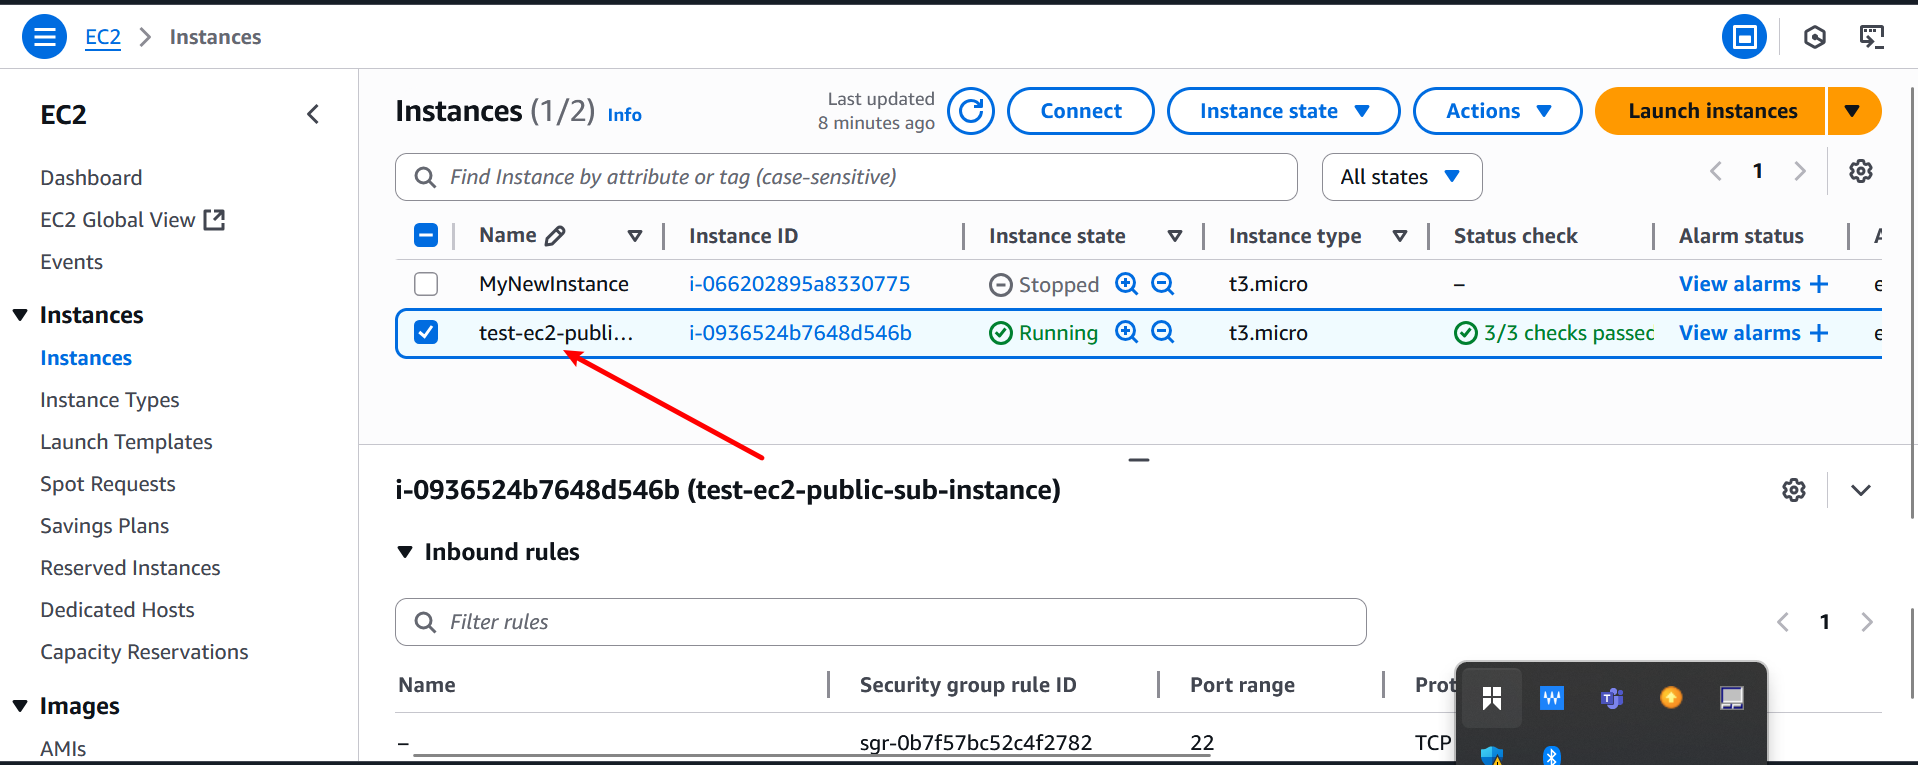 EC2 Instances
EC2
Dashboard
EC2 Global View
Events
Instances
Instances
Instance Types
Launch Templates
Spot Requests
Savings Plans
Reserved Instances
Dedicated Hosts
Capacity Reservations
Images
AMIs
Instances (1/2) Info
Last updated
8 minutes ago
Connect
Instance state
Actions
Launch instances
Find Instance by attribute or tag (case-sensitive)
All states
1
Name Instance ID Instance state Instance type Status check Alarm status
MyNewInstance i-066202895a8330775 Stopped t3.micro – View alarms +
test-ec2-publi... i-0936524b7648d546b Running t3.micro 3/3 checks passec View alarms +
i-0936524b7648d546b (test-ec2-public-sub-instance)
Inbound rules
Filter rules
1
Name Security group rule ID Port range Prot
– sgr-0b7f57bc52c4f2782 22 TCP